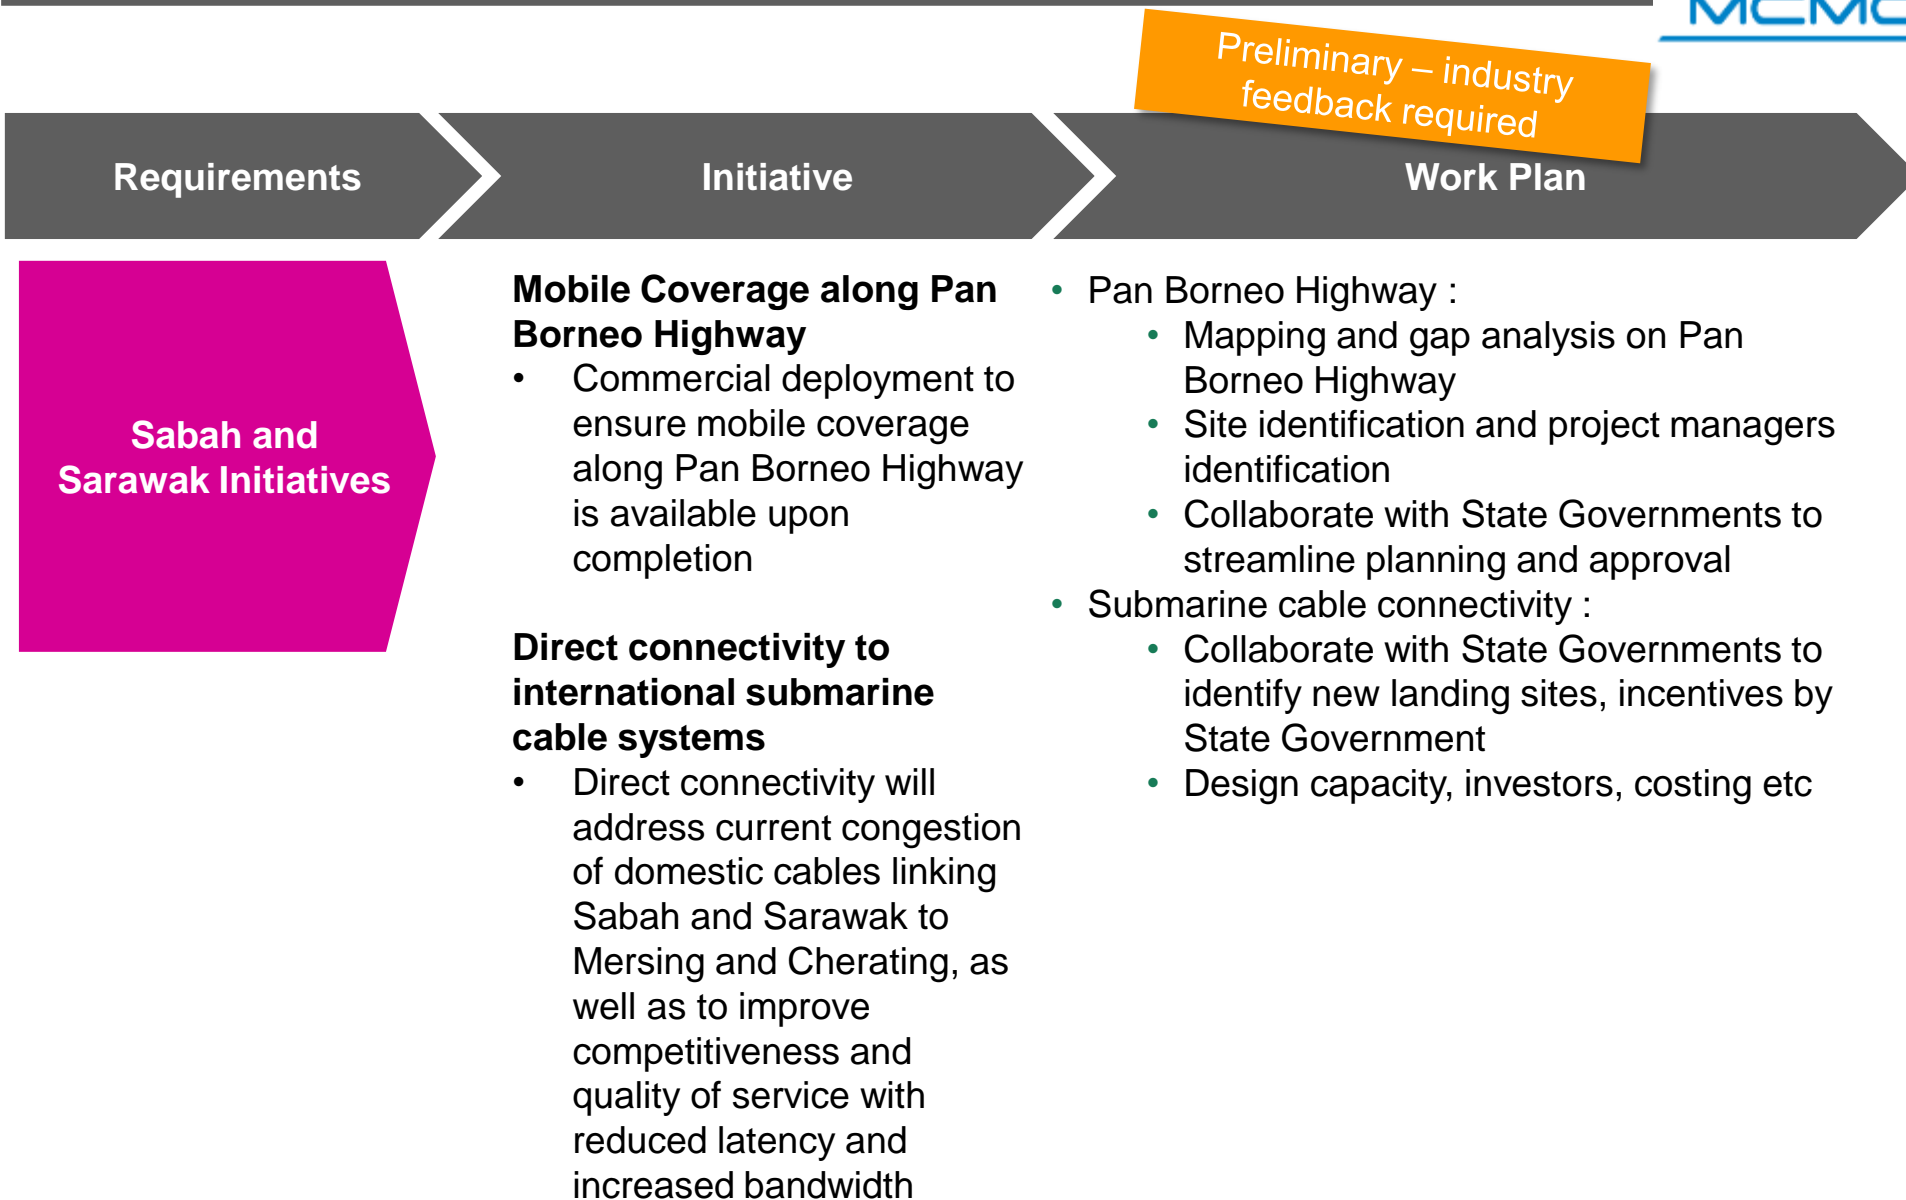 MCMC
Preliminary – industry
feedback required
Requirements
Initiative
Work Plan
Sabah and
Sarawak Initiatives
Mobile Coverage along Pan
Borneo Highway
• Commercial deployment to
ensure mobile coverage
along Pan Borneo Highway
is available upon
completion
Direct connectivity to
international submarine
cable systems
• Direct connectivity will
address current congestion
of domestic cables linking
Sabah and Sarawak to
Mersing and Cherating, as
well as to improve
competitiveness and
quality of service with
reduced latency and
increased bandwidth
• Pan Borneo Highway :
• Mapping and gap analysis on Pan
Borneo Highway
• Site identification and project managers
identification
• Collaborate with State Governments to
streamline planning and approval
• Submarine cable connectivity :
• Collaborate with State Governments to
identify new landing sites, incentives by
State Government
• Design capacity, investors, costing etc